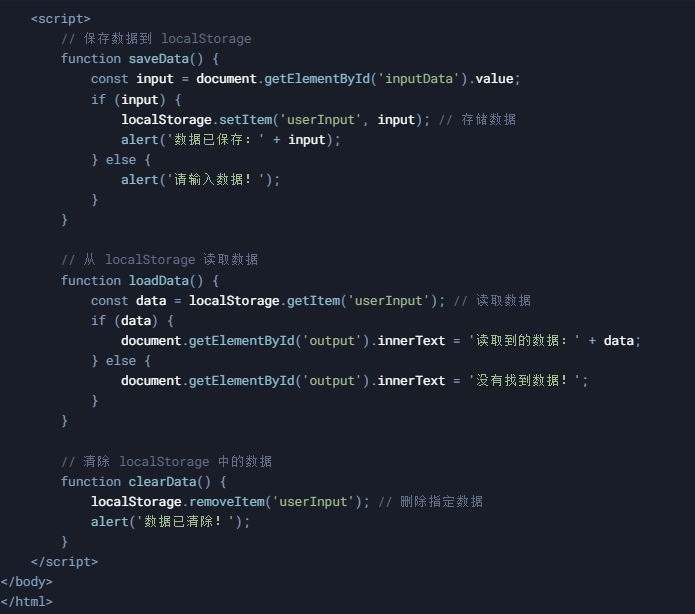 <script>
// 保存数据到 localStorage
function saveData() {
const input = document.getElementById('inputData').value;
if (input) {
localStorage.setItem('userInput', input); // 存储数据
alert('数据已保存：' + input);
} else {
alert('请输入数据！');
}
}
// 从 localStorage 读取数据
function loadData() {
const data = localStorage.getItem('userInput'); // 读取数据
if (data) {
document.getElementById('output').innerText = '读取到的数据：' + data;
} else {
document.getElementById('output').innerText = '没有找到数据！';
}
}
// 清除 localStorage 中的数据
function clearData() {
localStorage.removeItem('userInput'); // 删除指定数据
alert('数据已清除！');
}
</script>
</body>
</html>